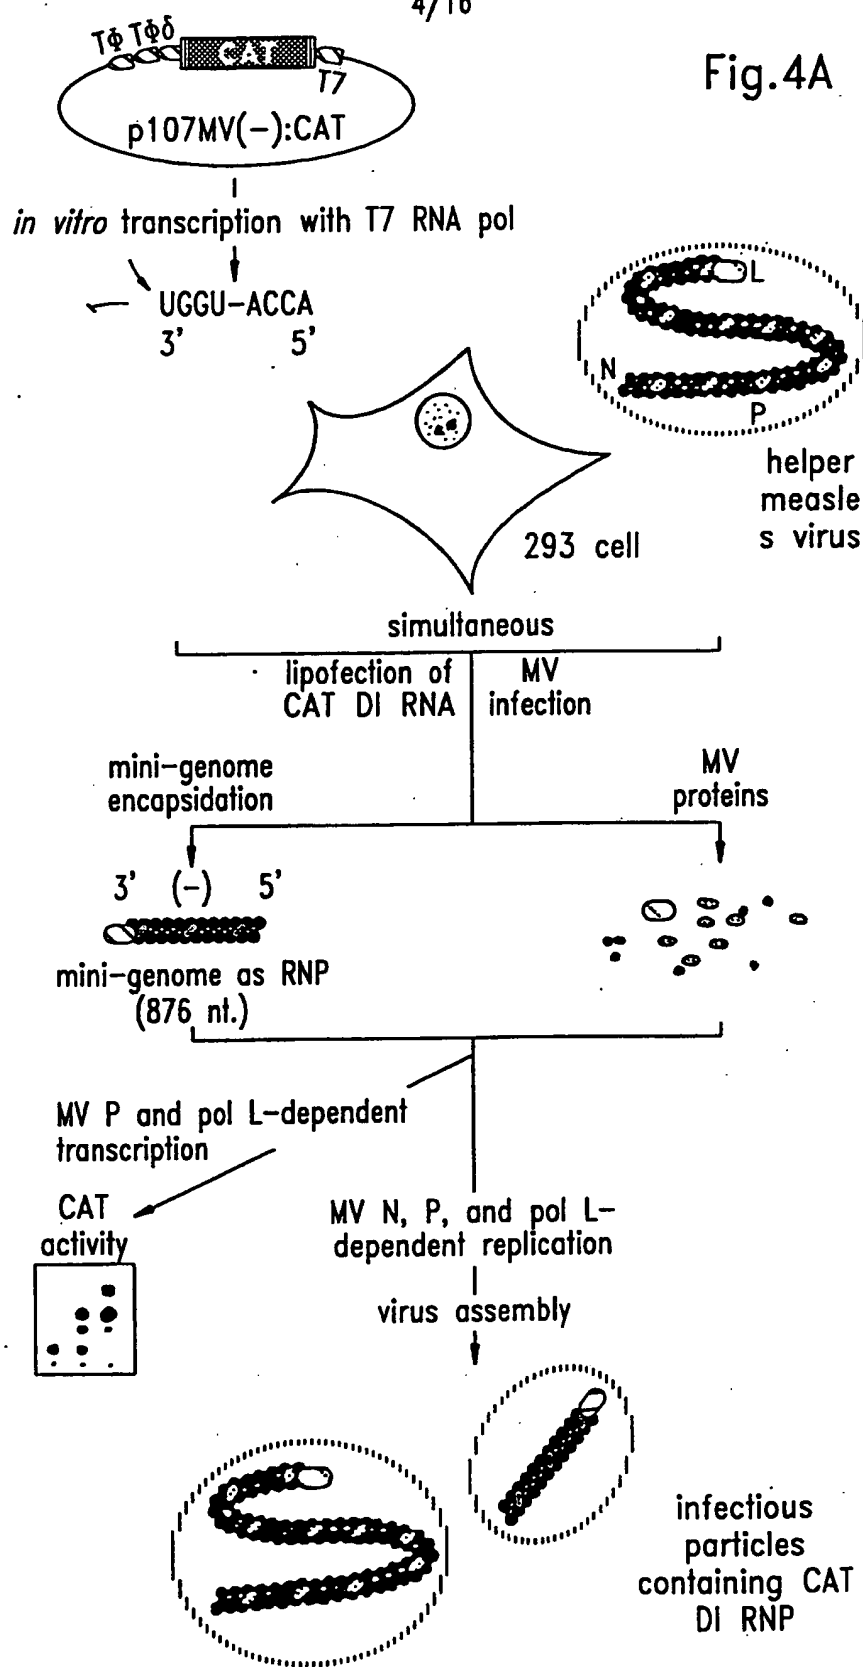 4/16
Fig.4A
TΦ TΦδ
CAT
T7
p107MV(-):CAT
in vitro transcription with T7 RNA pol
UGGU-ACCA
3' 5'
L
N
P
helper
measle
s virus
293 cell
simultaneous
lipofection of
CAT DI RNA
MV
infection
mini-genome
encapsidation
MV
proteins
3' (-) 5'
mini-genome as RNP
(876 nt.)
MV P and pol L-dependent
transcription
CAT
activity
MV N, P, and pol L-
dependent replication
virus assembly
infectious
particles
containing CAT
DI RNP